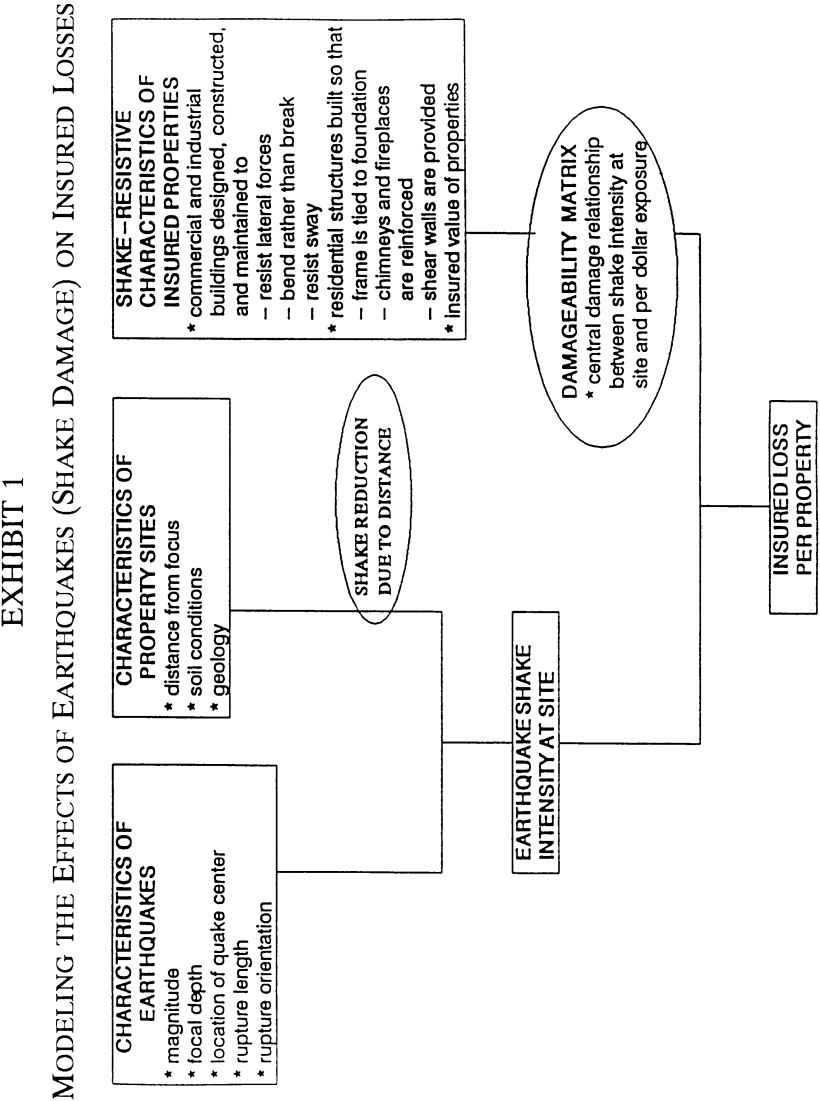 EXHIBIT 1
MODELING THE EFFECTS OF EARTHQUAKES (SHAKE DAMAGE) ON INSURED LOSSES
CHARACTERISTICS OF
EARTHQUAKES
* magnitude
* focal depth
* location of quake center
* rupture length
* rupture orientation
CHARACTERISTICS OF
PROPERTY SITES
* distance from focus
* soil conditions
* geology
SHAKE-RESISTIVE
CHARACTERISTICS OF
INSURED PROPERTIES
* commercial and industrial
buildings designed, constructed,
and maintained to
– resist lateral forces
– bend rather than break
– resist sway
* residential structures built so that
– frame is tied to foundation
– chimneys and fireplaces
are reinforced
– shear walls are provided
* insured value of properties
SHAKE REDUCTION
DUE TO DISTANCE
EARTHQUAKE SHAKE
INTENSITY AT SITE
DAMAGEABILITY MATRIX
* central damage relationship
between shake intensity at
site and per dollar exposure
INSURED LOSS
PER PROPERTY